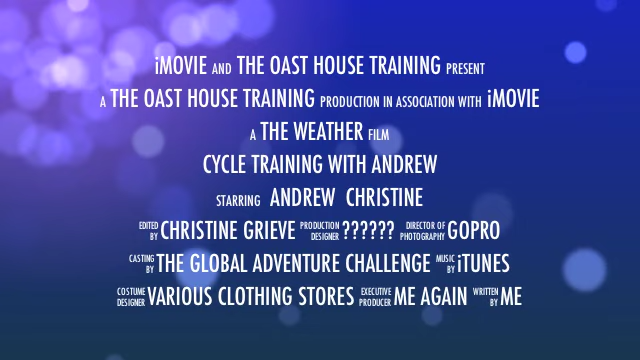 iMOVIE AND THE OAST HOUSE TRAINING PRESENT
A THE OAST HOUSE TRAINING PRODUCTION IN ASSOCIATION WITH iMOVIE
A THE WEATHER FILM
CYCLE TRAINING WITH ANDREW
STARRING ANDREW CHRISTINE
EDITED BY CHRISTINE GRIEVE PRODUCTION DESIGNER ?????? DIRECTOR OF PHOTOGRAPHY GOPRO
CASTING BY THE GLOBAL ADVENTURE CHALLENGE MUSIC BY iTUNES
COSTUME DESIGNER VARIOUS CLOTHING STORES EXECUTIVE PRODUCER ME AGAIN WRITTEN BY ME